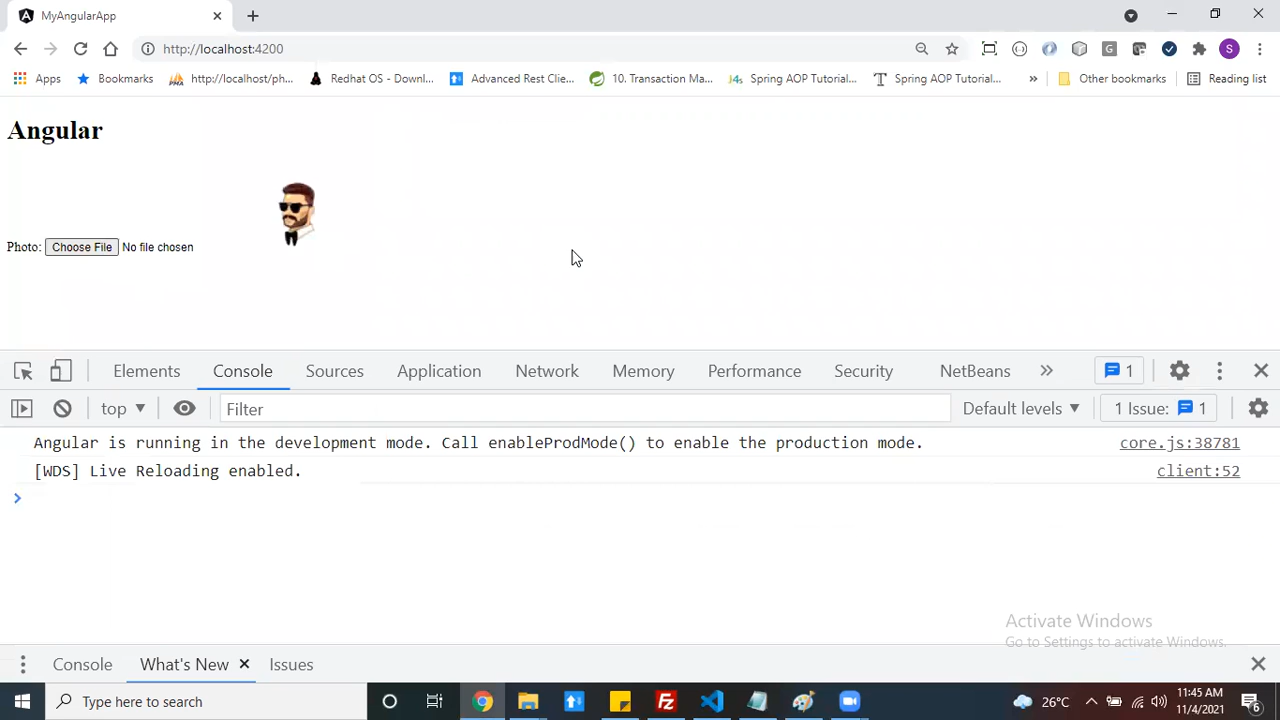 MyAngularApp
http://localhost:4200
S
Apps
Bookmarks
http://localhost/ph...
Redhat OS - Downl...
Advanced Rest Clie...
10. Transaction Ma...
Spring AOP Tutorial...
Spring AOP Tutorial...
»
Other bookmarks
Reading list
Angular
Photo: Choose File No file chosen
Elements
Console
Sources
Application
Network
Memory
Performance
Security
NetBeans
»
1
top
Filter
Default levels
1 Issue: 1
Angular is running in the development mode. Call enableProdMode() to enable the production mode. core.js:38781
[WDS] Live Reloading enabled. client:52
>
Activate Windows
Go to Settings to activate Windows.
Console
What's New
Issues
Type here to search
26°C
11:45 AM
11/4/2021
6